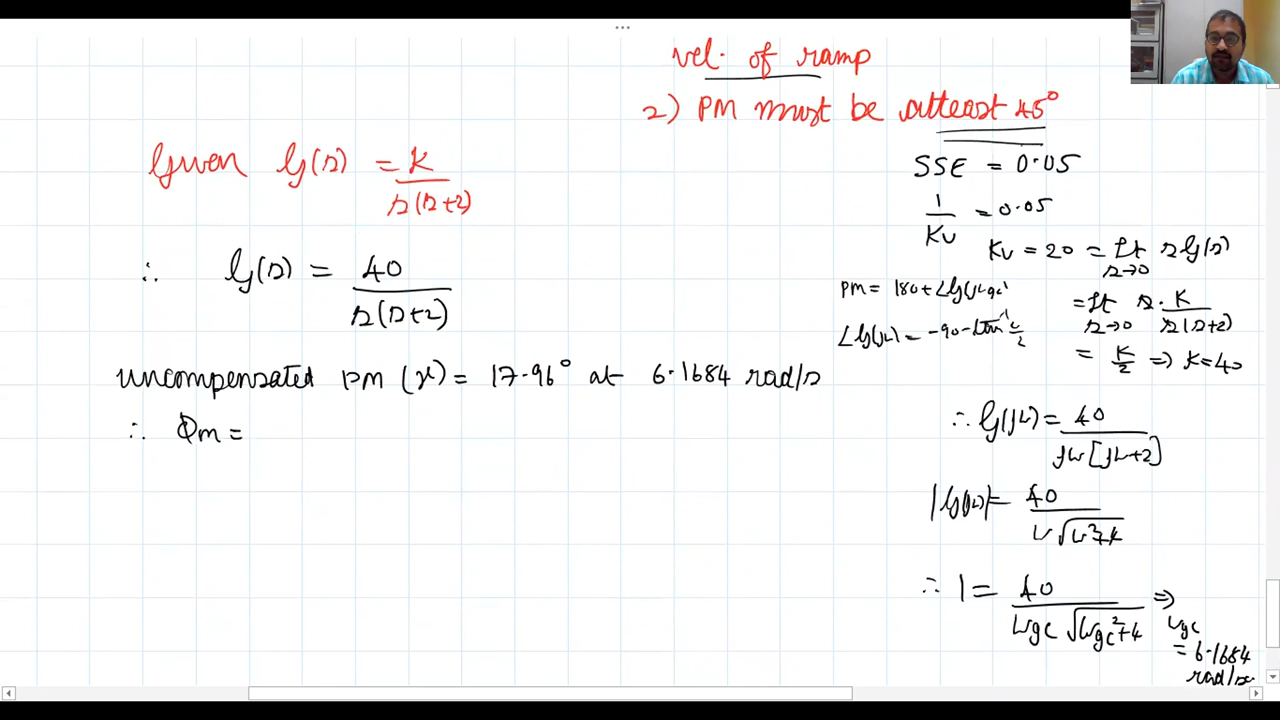 vel. of ramp
2) PM must be atleast 45°
Given G(s) = K / s(s+2)
∴ G(s) = 40 / s(s+2)
uncompensated PM (γ) = 17.96° at 6.1684 rad/s
∴ Φm =
SSE = 0.05
1 / Kv = 0.05
Kv = 20 = Lt s→0 sG(s)
= Lt s→0 s. K / s(s+2)
= K/2 => K=40
PM = 180+∠G(jωgc)
∠G(jω) = -90 - tan⁻¹ ω/2
∴ G(jω) = 40 / jω[jω+2]
|G(jω)| = 40 / ω√ω²+4
∴ 1 = 40 / ωgc √ωgc²+4 =>
ωgc
= 6.1684
rad/s